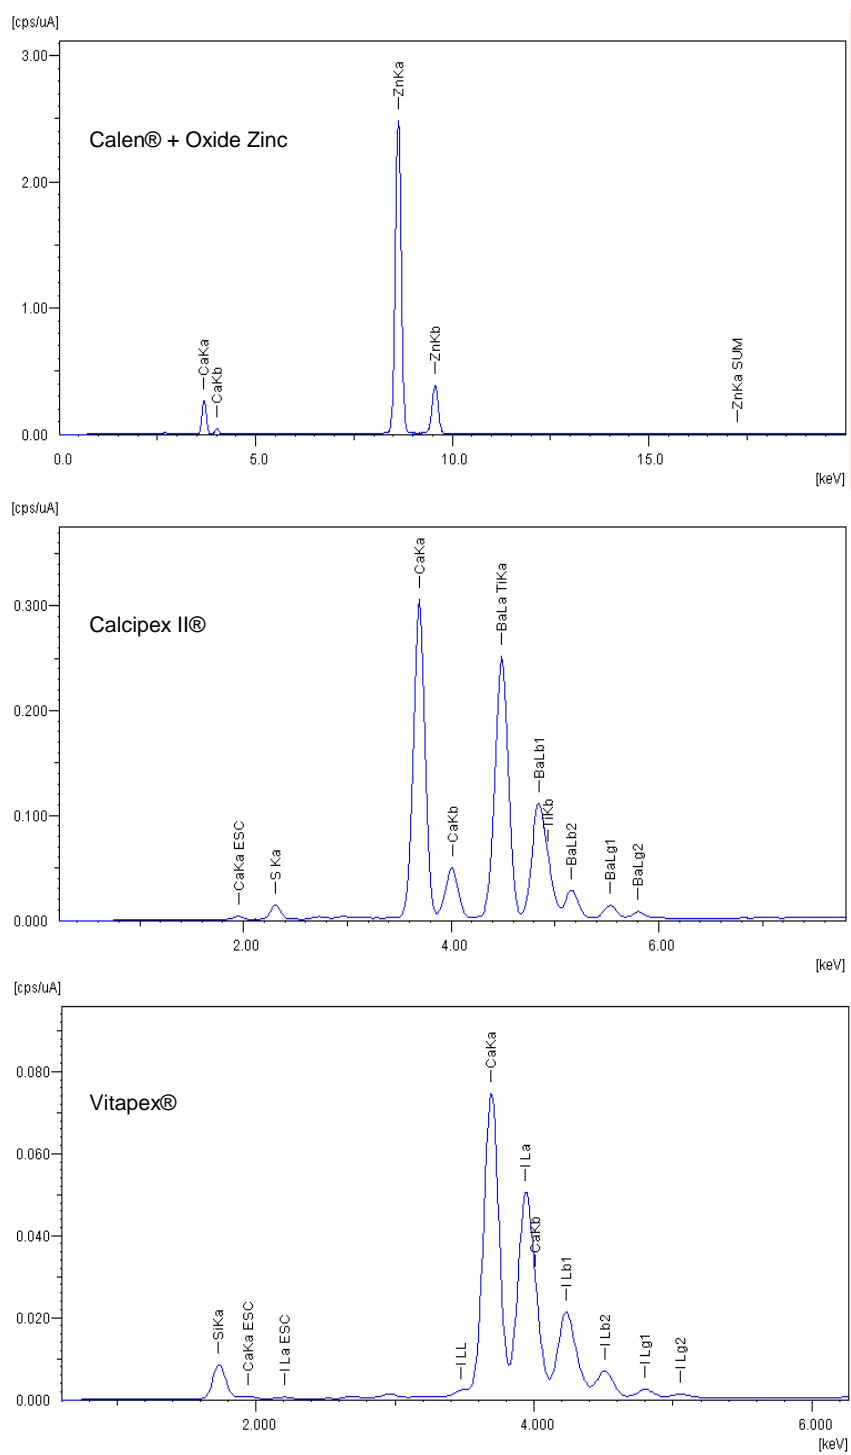 [cps/uA]
3.00
ZnKa
Calen® + Oxide Zinc
2.00
1.00
CaKa
CaKb
ZnKb
ZnKa SUM
0.00
0.0 5.0 10.0 15.0
[keV]
[cps/uA]
CaKa
0.300
BaLa TiKa
Calcipex II®
0.200
BaLb1
0.100
CaKb
TiKb
CaKa ESC
S Ka
BaLb2
BaLg1
BaLg2
0.000
2.00 4.00 6.00
[keV]
[cps/uA]
CaKa
0.080
Vitapex®
0.060
I La
0.040
CaKb
I Lb1
0.020
SiKa
CaKa ESC
I La ESC
I LL
I Lb2
I Lg1
I Lg2
0.000
2.000 4.000 6.000
[keV]